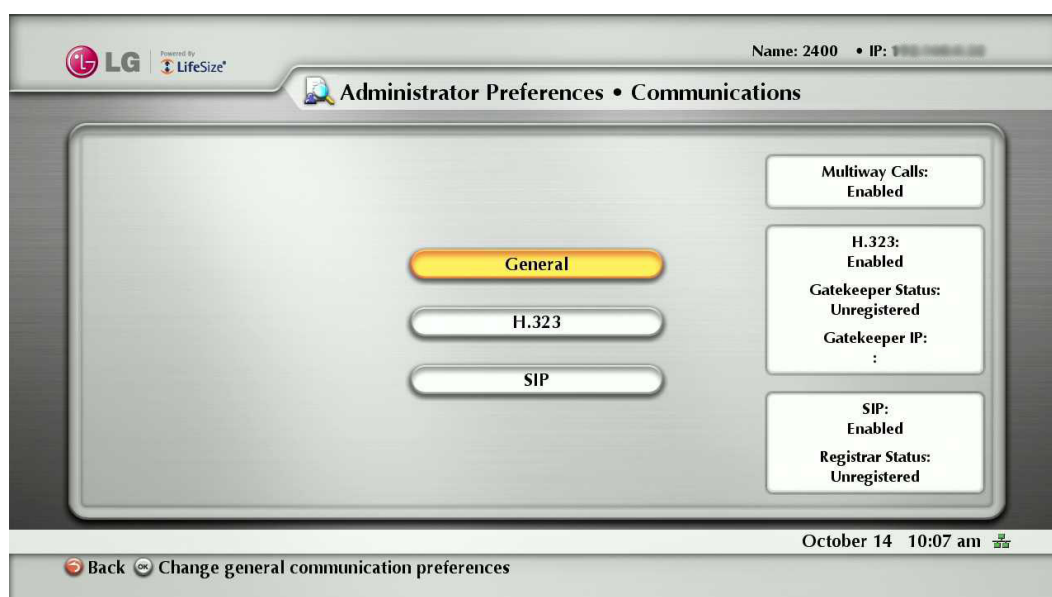 LG
Powered By
LifeSize
Name: 2400 • IP:
Administrator Preferences • Communications
Multiway Calls:
Enabled
General
H.323
SIP
H.323:
Enabled
Gatekeeper Status:
Unregistered
Gatekeeper IP:
:
SIP:
Enabled
Registrar Status:
Unregistered
October 14 10:07 am
Back OK Change general communication preferences